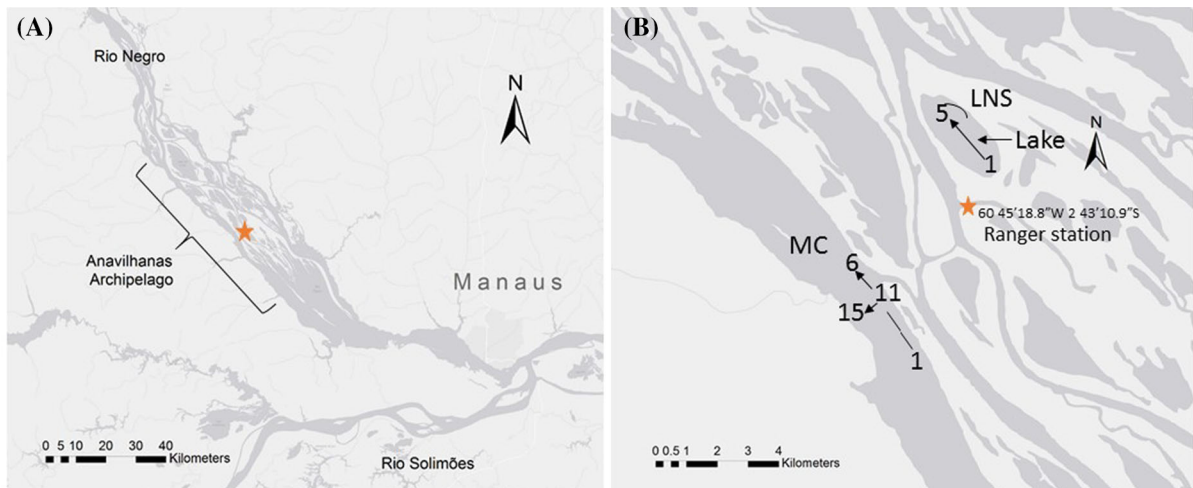 (A)
Rio Negro
N
Anavilhanas
Archipelago
Manaus
0 5 10 20 30 40
Kilometers
Rio Solimões
(B)
LNS
5
N
Lake
1
60 45'18.8"W 2 43'10.9"S
Ranger station
MC
6
11
15
1
0 0.5 1 2 3 4
Kilometers